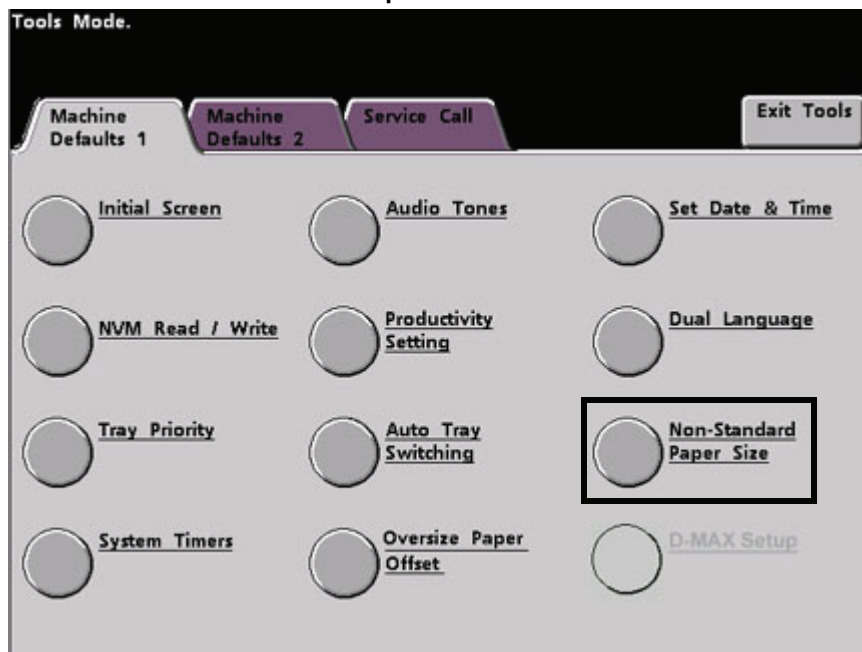 Tools Mode.
Machine
Defaults 1
Machine
Defaults 2
Service Call
Exit Tools
Initial Screen
Audio Tones
Set Date & Time
NVM Read / Write
Productivity
Setting
Dual Language
Tray Priority
Auto Tray
Switching
Non-Standard
Paper Size
System Timers
Oversize Paper
Offset
D-MAX Setup